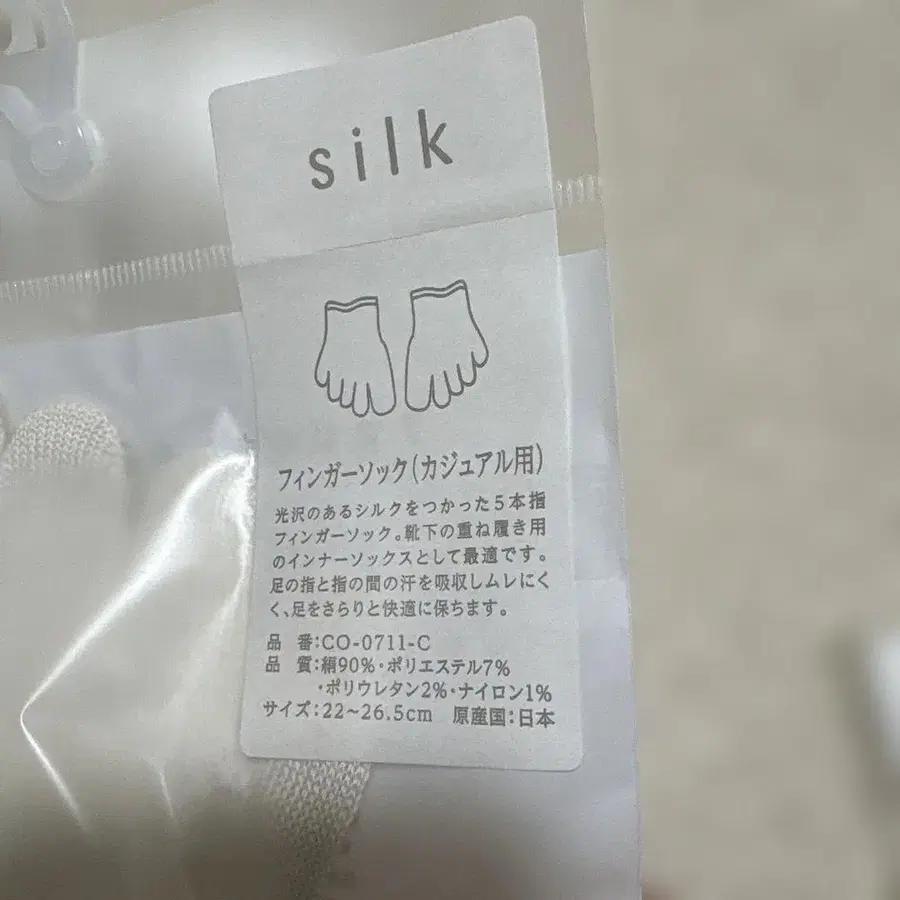 silk
フィンガーソック(カジュアル用)
光沢のあるシルクをつかった5本指
フィンガーソック。靴下の重ね履き用
のインナーソックスとして最適です。
足の指と指の間の汗を吸収しムレにく
く、足をさらりと快適に保ちます。
品 番:CO-0711-C
品 質:絹90%・ポリエステル7%
・ポリウレタン2%・ナイロン1%
サイズ:22~26.5cm 原産国:日本